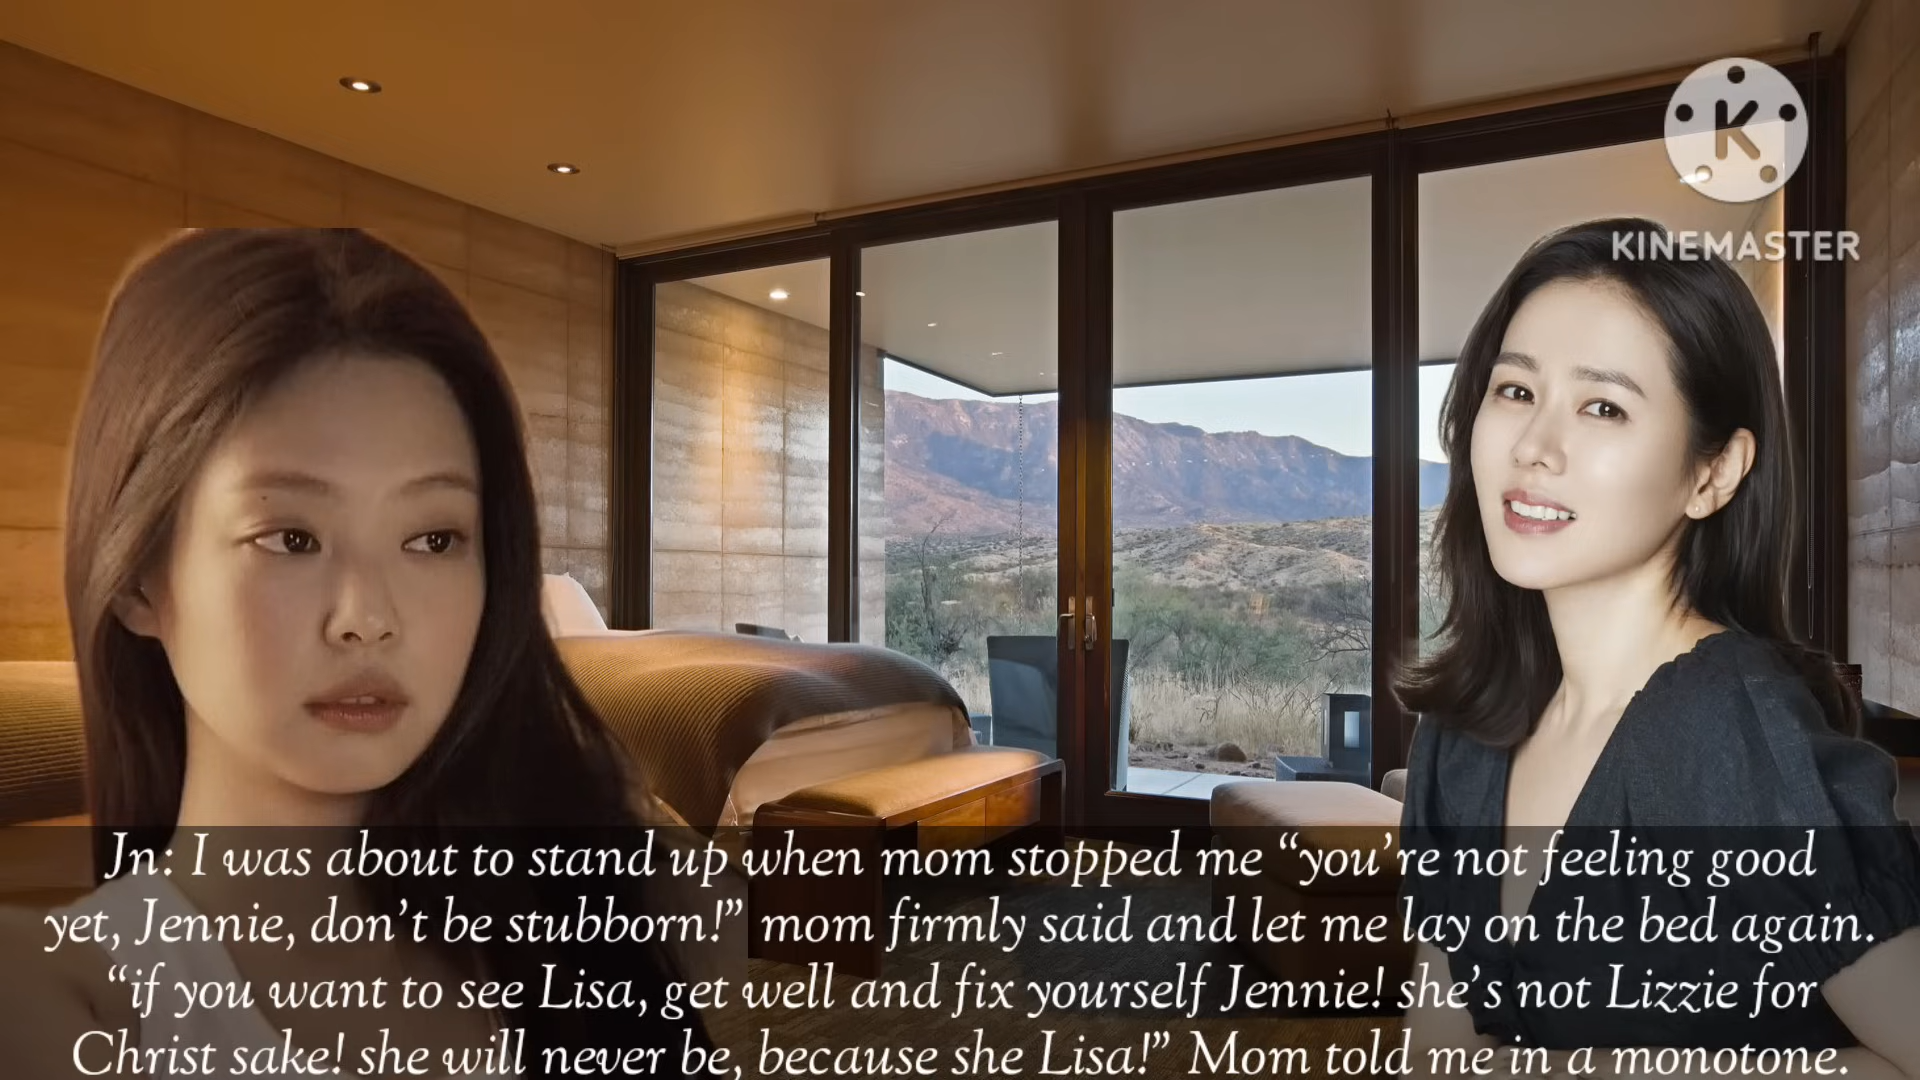 K
KINEMASTER
Jn: I was about to stand up when mom stopped me “you’re not feeling good
yet, Jennie, don’t be stubborn!” mom firmly said and let me lay on the bed again.
“if you want to see Lisa, get well and fix yourself Jennie! she’s not Lizzie for
Christ sake! she will never be, because she Lisa!” Mom told me in a monotone.